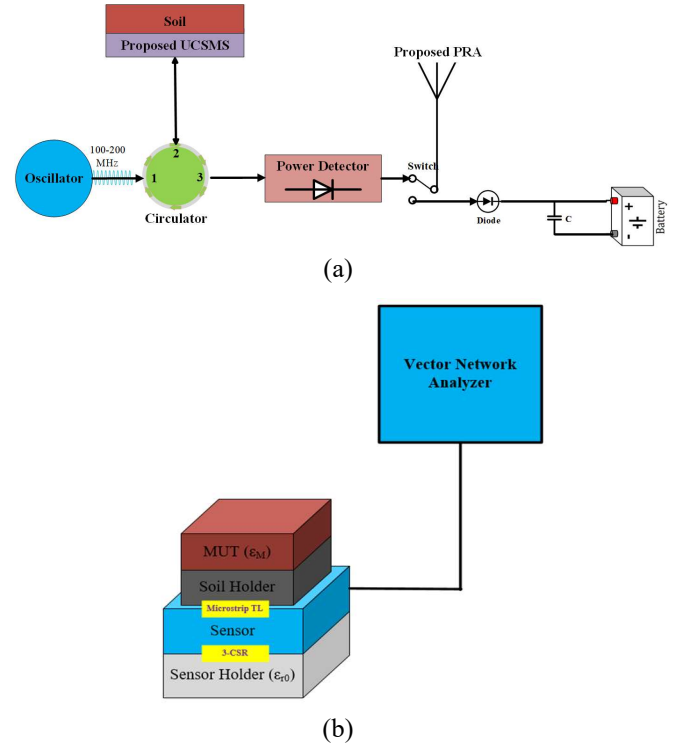 Soil
Proposed UCSMS
Proposed PRA
100-200
MHz
Oscillator
1
2
3
Circulator
Power Detector
Switch
Diode
C
+
-
Battery
(a)
Vector Network
Analyzer
MUT (εM)
Soil Holder
Microstrip TL
Sensor
3-CSR
Sensor Holder (εr0)
(b)